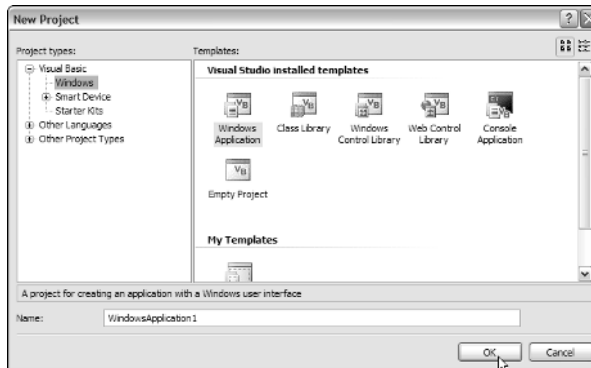 New Project
Project types:
Templates:
Visual Basic
Windows
Smart Device
Starter Kits
Other Languages
Other Project Types
Visual Studio installed templates
Windows Application
Class Library
Windows Control Library
Web Control Library
Console Application
Empty Project
My Templates
A project for creating an application with a Windows user interface
Name:
WindowsApplication1
OK
Cancel